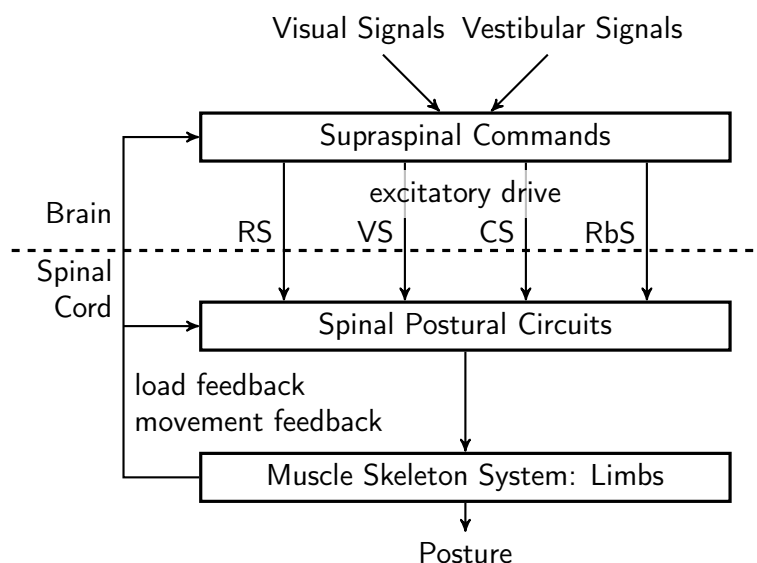 Visual Signals Vestibular Signals
Supraspinal Commands
excitatory drive
Brain
RS VS CS RbS
Spinal
Cord
Spinal Postural Circuits
load feedback
movement feedback
Muscle Skeleton System: Limbs
Posture